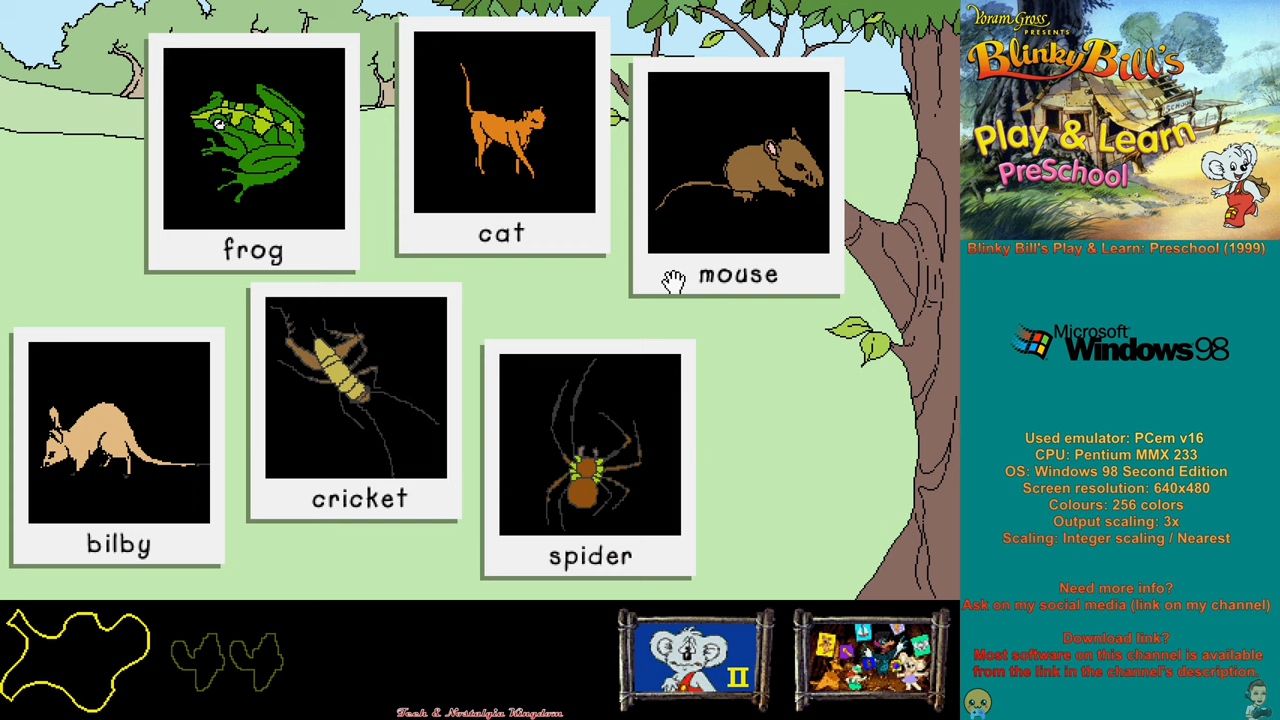 frog
cat
mouse
bilby
cricket
spider
II
Tech & Nostalgia Kingdom
Yoram Gross
PRESENTS
Blinky Bill's
SCHOOL
Play & Learn
PreSchool
Blinky Bill's Play & Learn: Preschool (1999)
Microsoft
Windows 98
Used emulator: PCem v16
CPU: Pentium MMX 233
OS: Windows 98 Second Edition
Screen resolution: 640x480
Colours: 256 colors
Output scaling: 3x
Scaling: Integer scaling / Nearest
Need more info?
Ask on my social media (link on my channel)
Download link?
Most software on this channel is available
from the link in the channel's description.